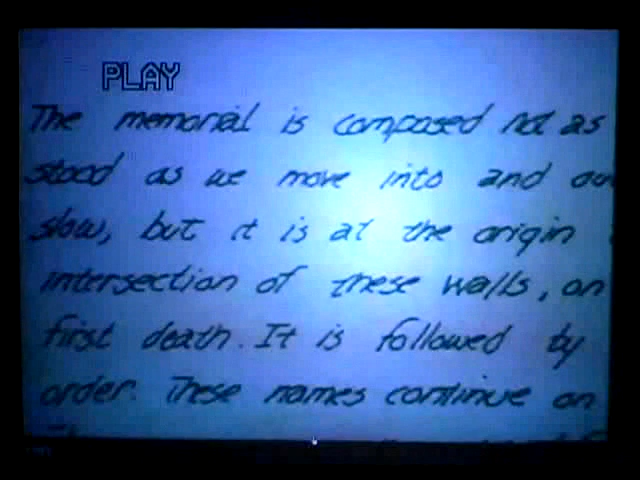 PLAY
The memorial is composed not as
stood as we move into and out
slow, but it is at the origin
intersection of these walls, on
first death. It is followed by
order. These names continue on